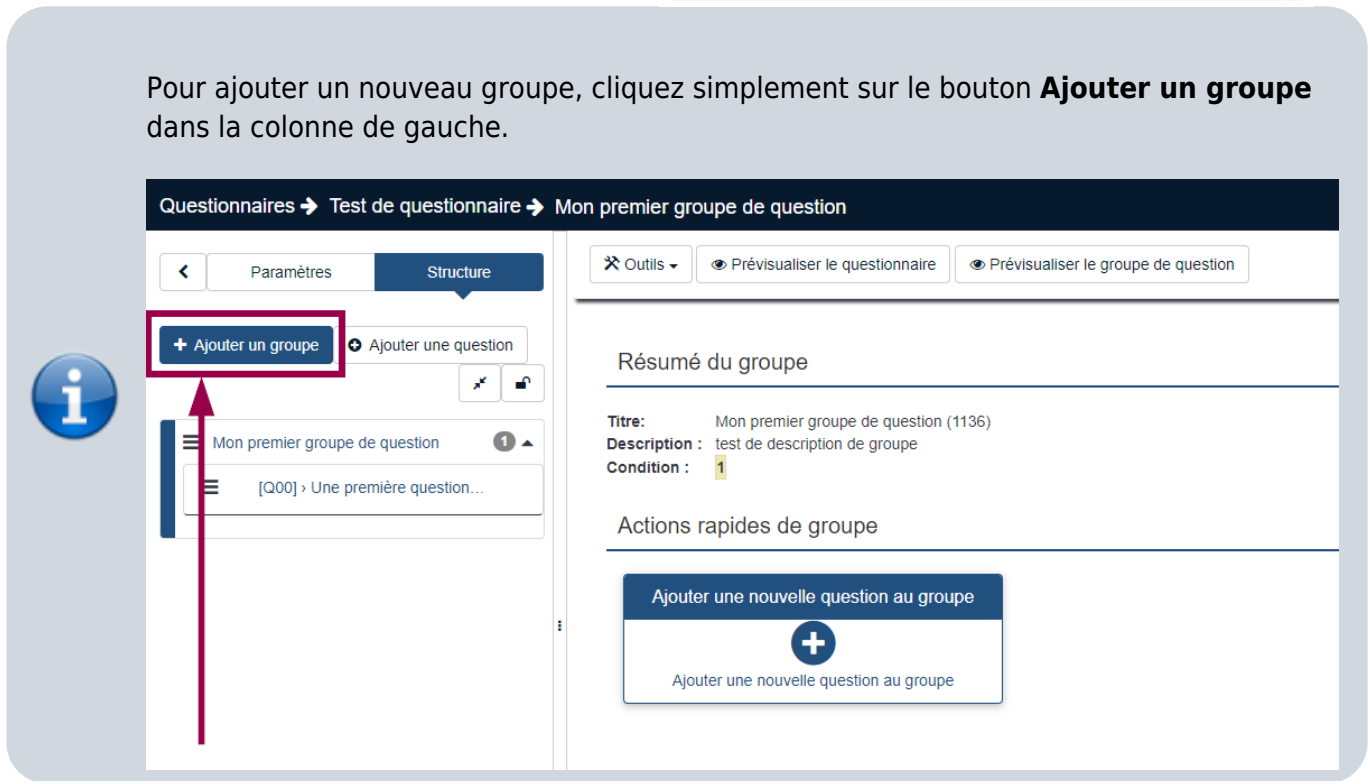 Pour ajouter un nouveau groupe, cliquez simplement sur le bouton Ajouter un groupe
dans la colonne de gauche.
Questionnaires Test de questionnaire Mon premier groupe de question
Paramètres Structure
Outils Prévisualiser le questionnaire Prévisualiser le groupe de question
Ajouter un groupe Ajouter une question
Mon premier groupe de question 1
[Q00] › Une première question…
Résumé du groupe
Titre: Mon premier groupe de question (1136)
Description : test de description de groupe
Condition : 1
Actions rapides de groupe
Ajouter une nouvelle question au groupe
Ajouter une nouvelle question au groupe